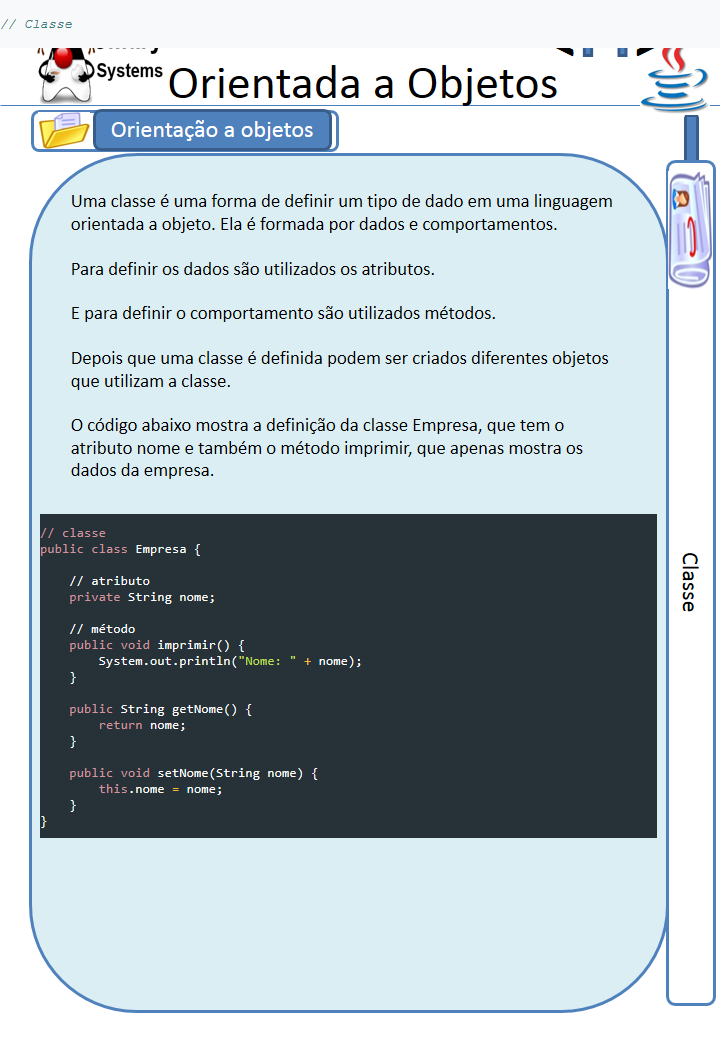 // Classe
Systems
Orientada a Objetos
Orientação a objetos
Uma classe é uma forma de definir um tipo de dado em uma linguagem
orientada a objeto. Ela é formada por dados e comportamentos.
Para definir os dados são utilizados os atributos.
E para definir o comportamento são utilizados métodos.
Depois que uma classe é definida podem ser criados diferentes objetos
que utilizam a classe.
O código abaixo mostra a definição da classe Empresa, que tem o
atributo nome e também o método imprimir, que apenas mostra os
dados da empresa.
// classe
public class Empresa {
// atributo
private String nome;
// método
public void imprimir() {
System.out.println("Nome: " + nome);
}
public String getNome() {
return nome;
}
public void setNome(String nome) {
this.nome = nome;
}
}
Classe